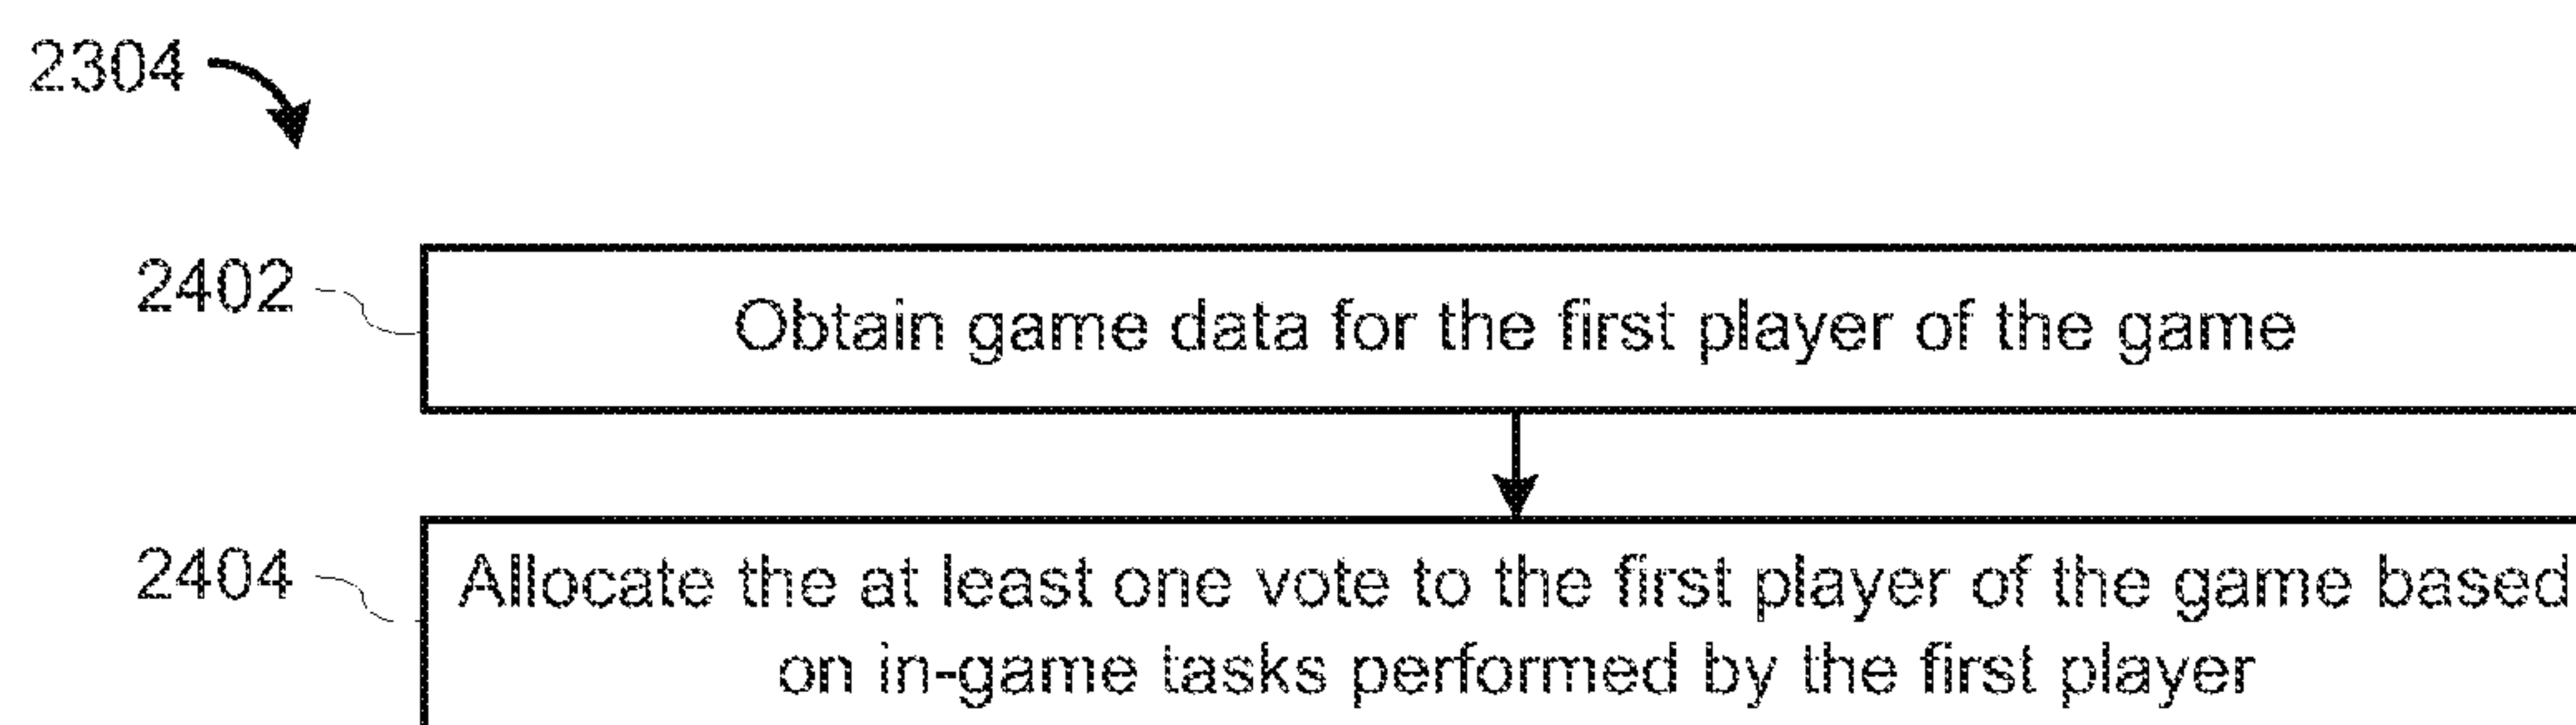 2304
2402
Obtain game data for the first player of the game
2404
Allocate the at least one vote to the first player of the game based
on in-game tasks performed by the first player